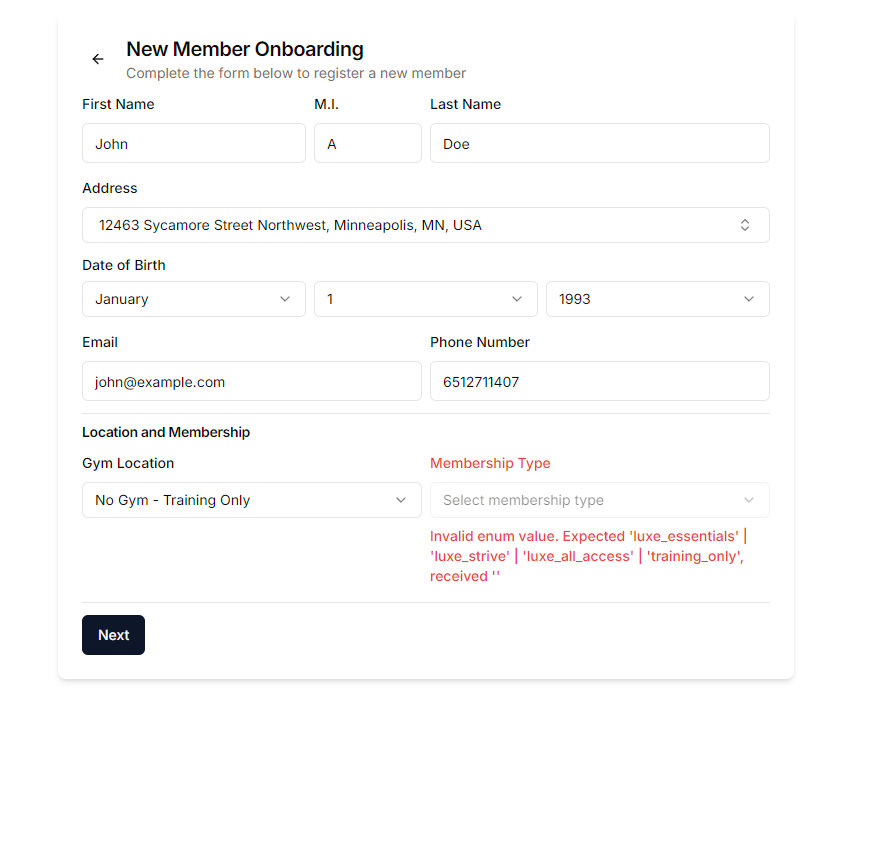 New Member Onboarding
Complete the form below to register a new member
First Name M.I. Last Name
John A Doe
Address
12463 Sycamore Street Northwest, Minneapolis, MN, USA
Date of Birth
January 1 1993
Email Phone Number
john@example.com 6512711407
Location and Membership
Gym Location Membership Type
No Gym - Training Only Select membership type
Invalid enum value. Expected 'luxe_essentials' |
'luxe_strive' | 'luxe_all_access' | 'training_only',
received ''
Next